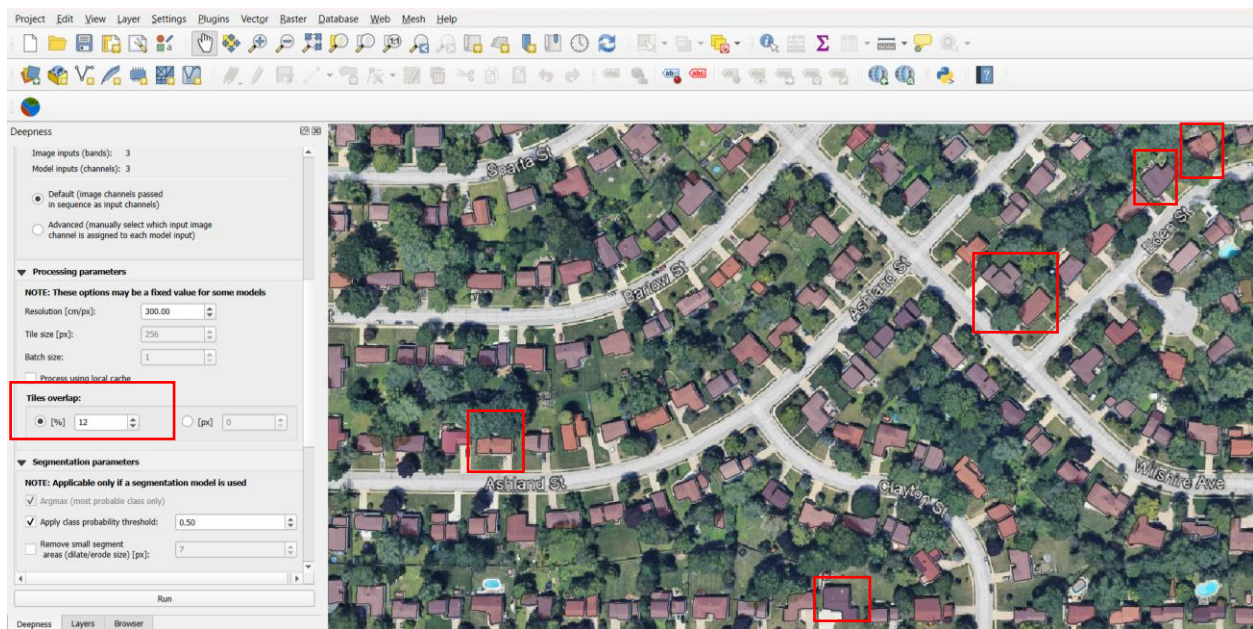 Project Edit View Layer Settings Plugins Vector Raster Database Web Mesh Help
Deepness
Image inputs (bands): 3
Model inputs (channels): 3
Default (image channels passed
in sequence as input channels)
Advanced (manually select which input image
channel is assigned to each model input)
Processing parameters
NOTE: These options may be a fixed value for some models
Resolution [cm/px]: 300.00
Tile size [px]: 256
Batch size: 1
Process using local cache
Tiles overlap:
[%] 12 [px] 0
Segmentation parameters
NOTE: Applicable only if a segmentation model is used
Argmax (most probable class only)
Apply class probability threshold: 0.50
Remove small segment
areas (dilate/erode size) [px]: 7
Run
Deepness Layers Browser
Sparta St
Barlow St
Ashland St
Eden St
Ashland St
Clayton St
Wilshire Ave